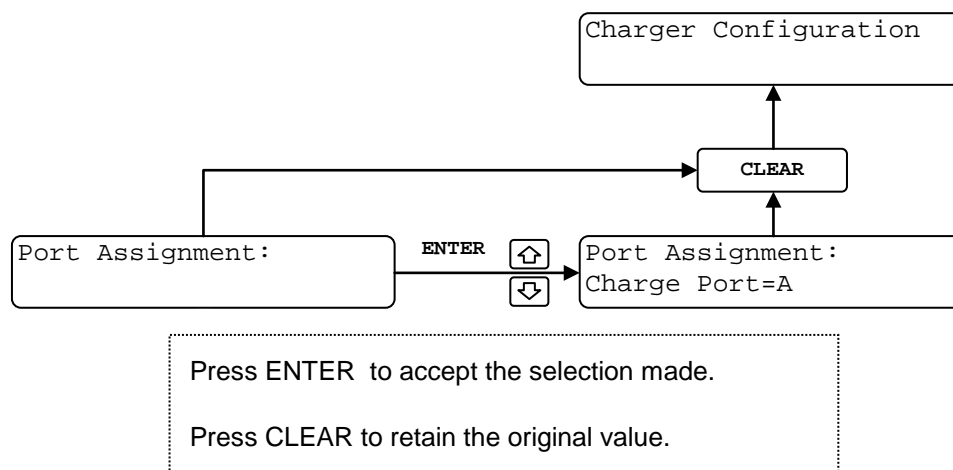 Charger Configuration
CLEAR
Port Assignment:
ENTER
Port Assignment:
Charge Port=A
Press ENTER to accept the selection made.
Press CLEAR to retain the original value.